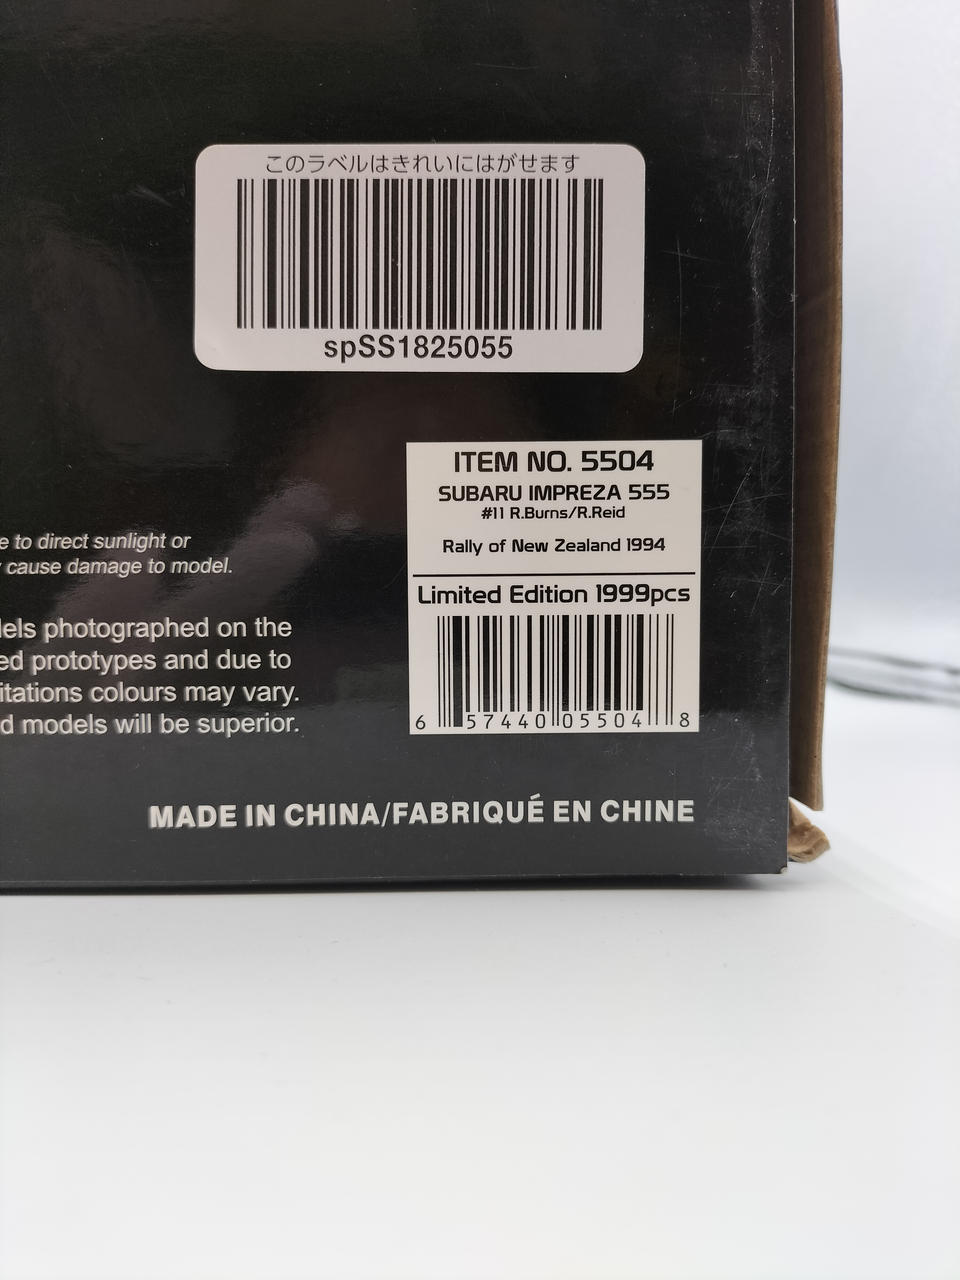 このラベルはきれいにはがせます
spSS1825055
ITEM NO. 5504
SUBARU IMPREZA 555
#11 R.Burns/R.Reid
Rally of New Zealand 1994
Limited Edition 1999pcs
6 57440 05504 8
to direct sunlight or
cause damage to model.
photographed on the
prototypes and due to
colours may vary.
models will be superior.
MADE IN CHINA/FABRIQUÉ EN CHINE